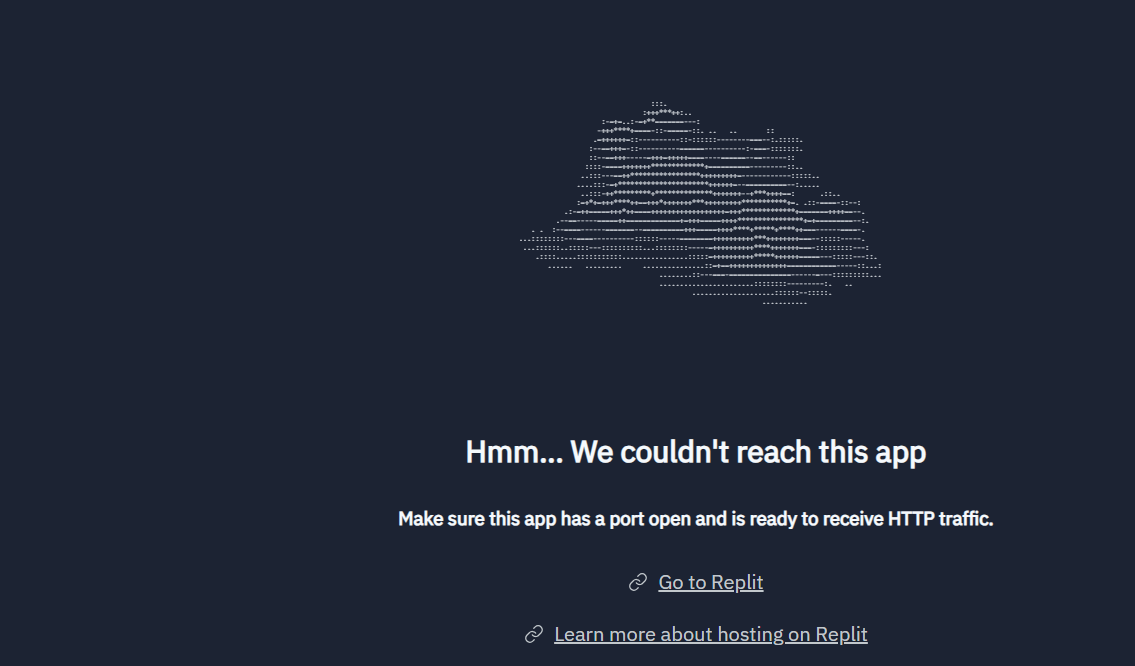 Hmm... We couldn't reach this app
Make sure this app has a port open and is ready to receive HTTP traffic.
Go to Replit
Learn more about hosting on Replit